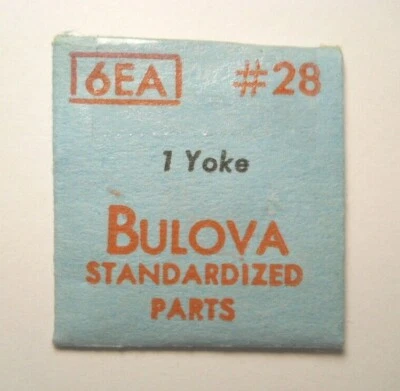 6EA #28
1 Yoke
BULOVA
STANDARDIZED
PARTS